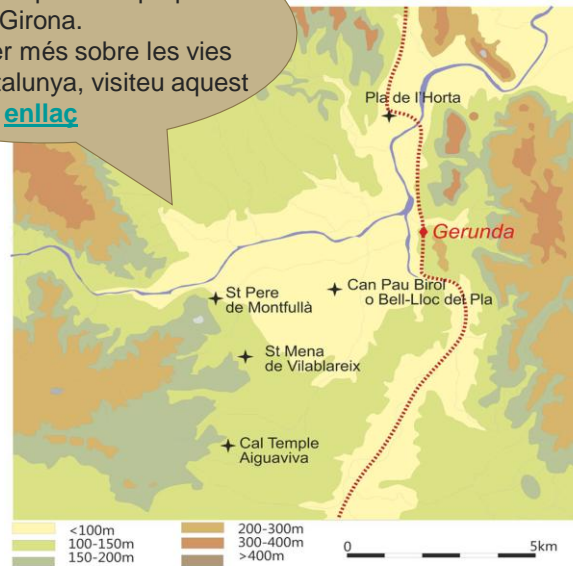 Girona.
er més sobre les vies
talunya, visiteu aquest
enllaç
Pla de l'Horta
Gerunda
Can Pau Birol
o Bell-Lloc del Pla
St Pere
de Montfullà
St Mena
de Vilablareix
Cal Temple
Aiguaviva
<100m
100-150m
150-200m
200-300m
300-400m
>400m
0 5km